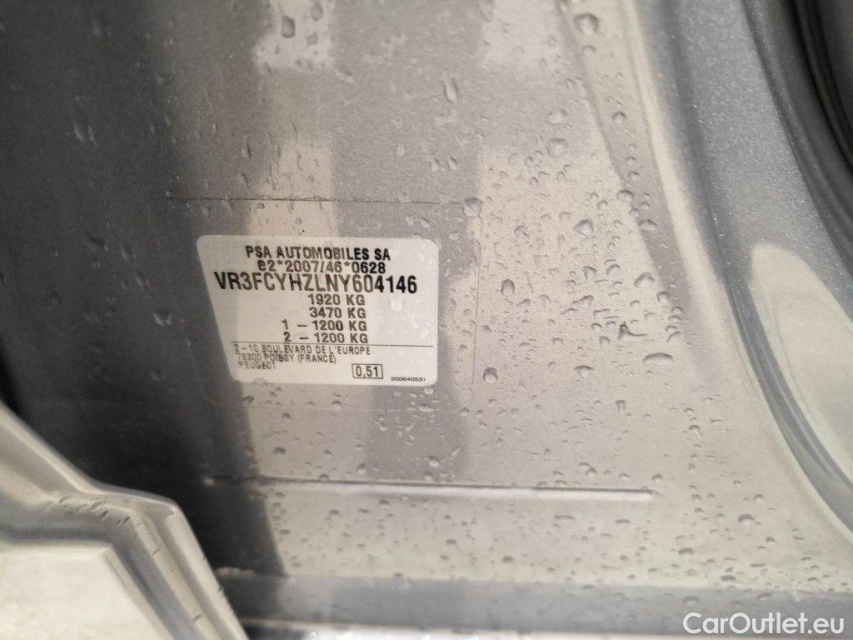 PSA AUTOMOBILES SA
e2*2007/46*0628
VR3FCYHZLNY604146
1920 KG
3470 KG
1 - 1200 KG
2 - 1200 KG
2-10 BOULEVARD DE L'EUROPE
78300 POISSY (FRANCE)
PEUGEOT
0.51
200640531
CarOutlet.eu